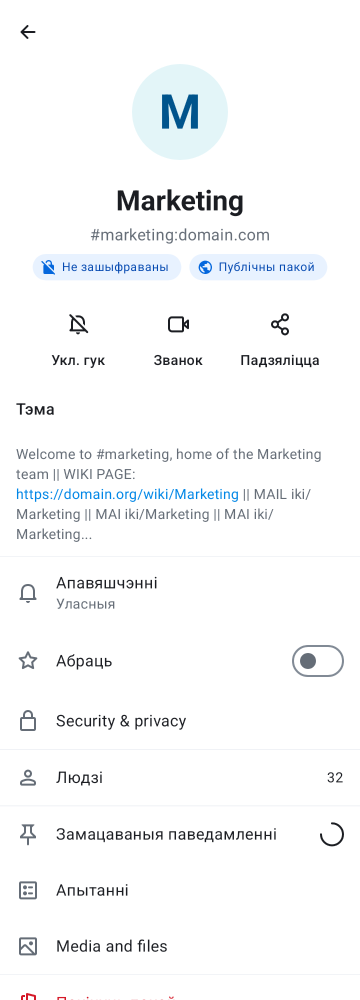 M
Marketing
#marketing:domain.com
Не зашыфраваны
Публічны пакой
Укл. гук
Званок
Падзяліцца
Тэма
Welcome to #marketing, home of the Marketing
team || WIKI PAGE:
https://domain.org/wiki/Marketing || MAIL iki/
Marketing || MAI iki/Marketing || MAI iki/
Marketing...
Апавяшчэнні
Уласныя
Абраць
Security & privacy
Людзі
32
Замацаваныя паведамленні
Апытанні
Media and files